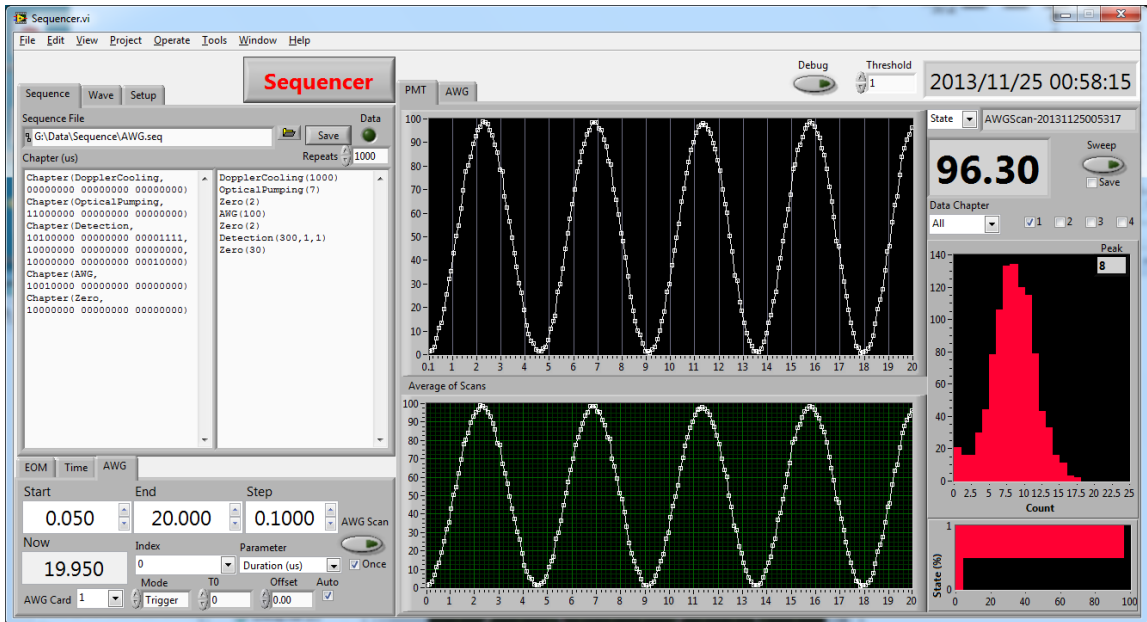 Sequencer.vi
File Edit View Project Operate Tools Window Help
Sequence Wave Setup
Sequencer
Sequence File
Data
G:\Data\Sequence\AWG.seq
Save
Chapter (us)
Repeats 1000
Chapter(DopplerCooling,
00000000 00000000 00000000)
Chapter(OpticalPumping,
11000000 00000000 00000000)
Chapter(Detection,
10100000 00000000 00001111,
10000000 00000000 00000000,
10000000 00000000 00010000)
Chapter(AWG,
10010000 00000000 00000000)
Chapter(Zero,
10000000 00000000 00000000)
DopplerCooling(1000)
OpticalPumping(7)
Zero(2)
AWG(100)
Zero(2)
Detection(300,1,1)
Zero(30)
EOM Time AWG
Start End Step
0.050 20.000 0.1000 AWG Scan
Now Index Parameter
19.950 0 Duration (us) Once
Mode T0 Offset Auto
AWG Card 1 Trigger 0 0.00
PMT AWG
Debug
Threshold
1
100
90
80
70
60
50
40
30
20
10
0
0.1 1 2 3 4 5 6 7 8 9 10 11 12 13 14 15 16 17 18 19 20
Average of Scans
100
90
80
70
60
50
40
30
20
10
0
0 1 2 3 4 5 6 7 8 9 10 11 12 13 14 15 16 17 18 19 20
2013/11/25 00:58:15
State AWGScan-20131125005317
96.30
Sweep
Save
Data Chapter
All 1 2 3 4
Peak
8
140
120
100
80
60
40
20
0
0 2.5 5 7.5 10 12.5 15 17.5 20 22.5 25
Count
State (%)
1
0
0 20 40 60 80 100